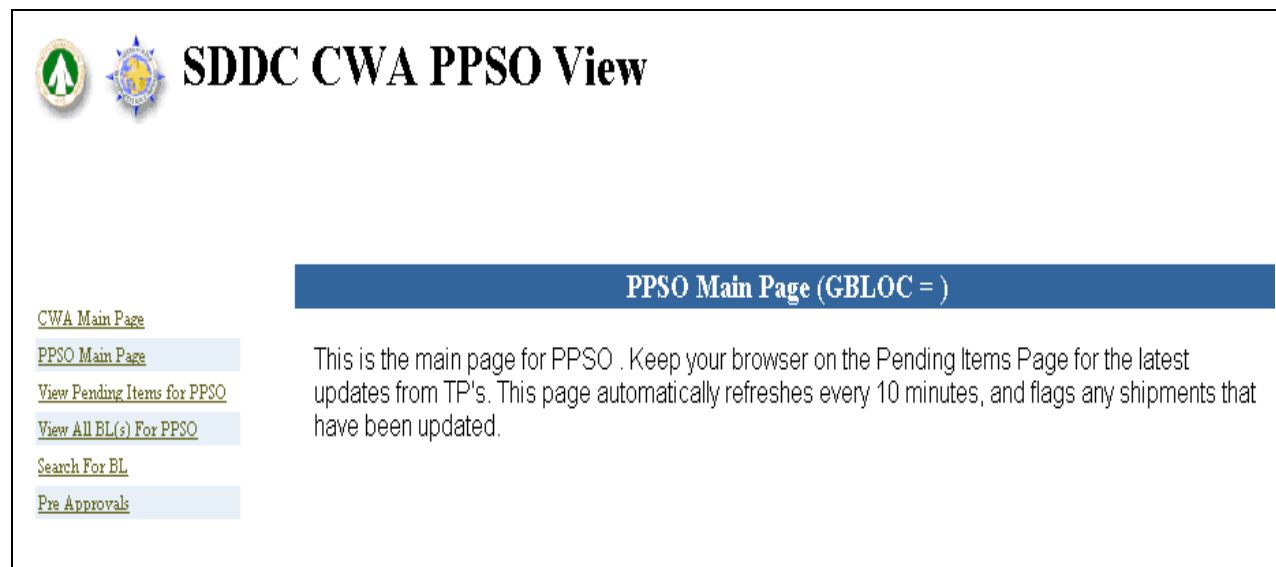 SDDC CWA PPSO View
PPSO Main Page (GBLOC = )
CWA Main Page
PPSO Main Page
View Pending Items for PPSO
View All BL(s) For PPSO
Search For BL
Pre Approvals
This is the main page for PPSO . Keep your browser on the Pending Items Page for the latest
updates from TP's. This page automatically refreshes every 10 minutes, and flags any shipments that
have been updated.